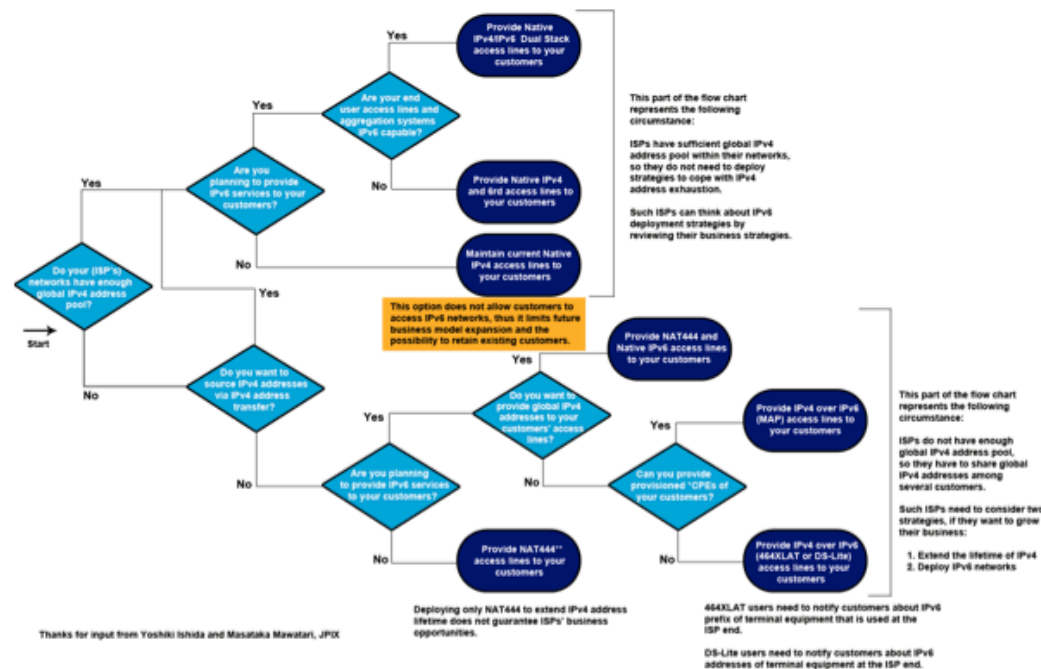 Provide Native
IPv4/IPv6 Dual Stack
access lines to your
customers
Yes
Are your end
user access lines and
aggregation systems
IPv6 capable?
Yes
This part of the flow chart
represents the following
circumstance:
ISPs have sufficient global IPv4
address pool within their networks,
so they do not need to deploy
strategies to cope with IPv4
address exhaustion.
Such ISPs can think about IPv6
deployment strategies by
reviewing their business strategies.
Are you
planning to provide
IPv6 services to your
customers?
Yes
No
Provide Native IPv4
and 6rd access lines to
your customers
No
Maintain current Native
IPv4 access lines to
your customers
Do your (ISP's)
networks have enough
global IPv4 address
pool?
Yes
Start
This option does not allow customers to
access IPv6 networks, thus it limits future
business model expansion and the
possibility to retain existing customers.
No
Do you want to
source IPv4 addresses
via IPv4 address
transfer?
Yes
Provide NAT444 and
Native IPv6 access lines
to your customers
Do you want to
provide global IPv4
addresses to your
customers' access
lines?
Yes
Provide IPv4 over IPv6
(MAP) access lines to
your customers
This part of the flow chart
represents the following
circumstance:
ISPs do not have enough
global IPv4 address pool,
so they have to share global
IPv4 addresses among
several customers.
Such ISPs need to consider two
strategies, if they want to grow
their business:
1. Extend the lifetime of IPv4
2. Deploy IPv6 networks
No
Are you planning
to provide IPv6 services
to your customers?
Yes
No
Can you provide
provisioned *CPEs of
your customers?
No
Provide NAT444**
access lines to your
customers
No
Provide IPv4 over IPv6
(464XLAT or DS-Lite)
access lines to your
customers
Deploying only NAT444 to extend IPv4 address
lifetime does not guarantee ISPs' business
opportunities.
464XLAT users need to notify customers about IPv6
prefix of terminal equipment that is used at the
ISP end.
DS-Lite users need to notify customers about IPv6
addresses of terminal equipment at the ISP end.
Thanks for input from Yoshiki Ishida and Masataka Mawatari, JPIX